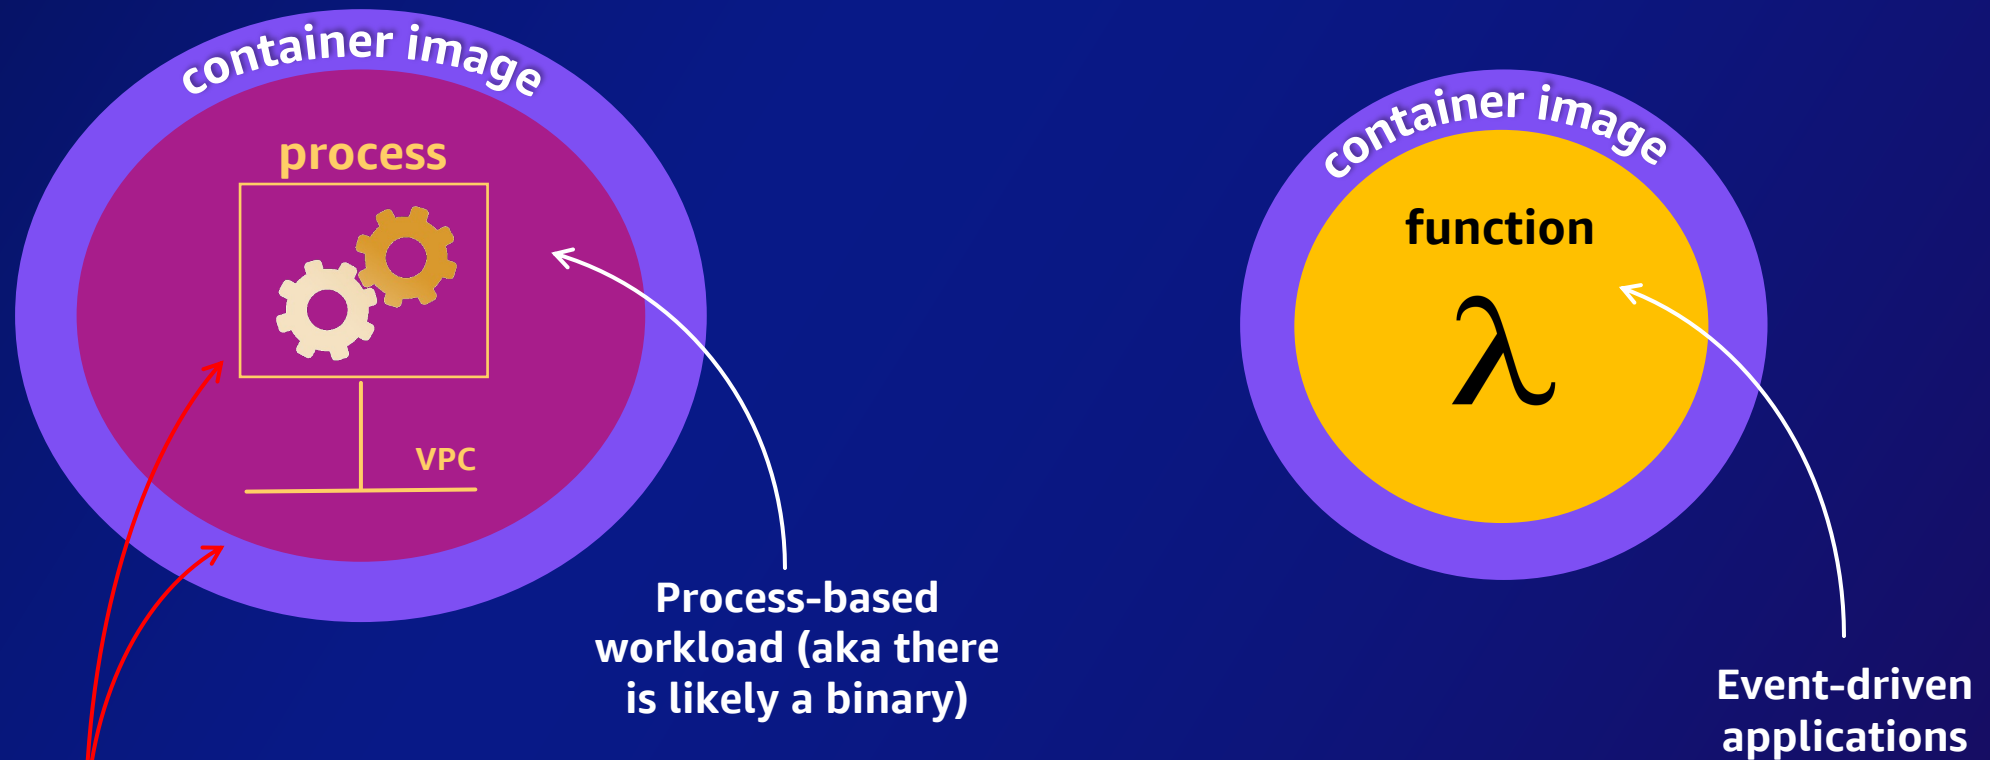 container image
process
VPC
Process-based
workload (aka there
is likely a binary)
container image
function
λ
Event-driven
applications